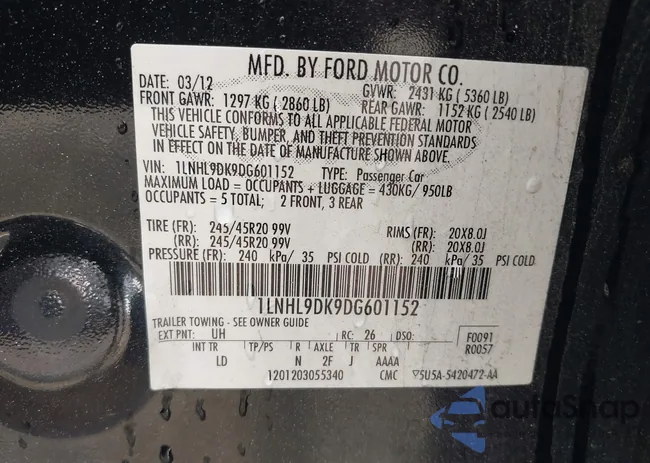 MFD. BY FORD MOTOR CO.
DATE: 03/12 GVWR: 2431 KG ( 5360 LB)
FRONT GAWR: 1297 KG ( 2860 LB) REAR GAWR: 1152 KG ( 2540 LB)
THIS VEHICLE CONFORMS TO ALL APPLICABLE FEDERAL MOTOR
VEHICLE SAFETY, BUMPER, AND THEFT PREVENTION STANDARDS
IN EFFECT ON THE DATE OF MANUFACTURE SHOWN ABOVE.
VIN: 1LNHL9DK9DG601152 TYPE: Passenger Car
MAXIMUM LOAD = OCCUPANTS + LUGGAGE = 430KG/ 950LB
OCCUPANTS = 5 TOTAL; 2 FRONT, 3 REAR
TIRE (FR): 245/45R20 99V RIMS (FR): 20X8.0J
(RR): 245/45R20 99V (RR): 20X8.0J
PRESSURE (FR): 240 kPa/ 35 PSI COLD (RR): 240 kPa/ 35 PSI COLD
1LNHL9DK9DG601152
TRAILER TOWING - SEE OWNER GUIDE
EXT PNT: UH RC: 26 DSO: F0091
R0057
INT TR TP/PS R AXLE TR SPR
LD N 2F J AAAA
1201203055340 CMC 5U5A-5420472-AA
autoSnap